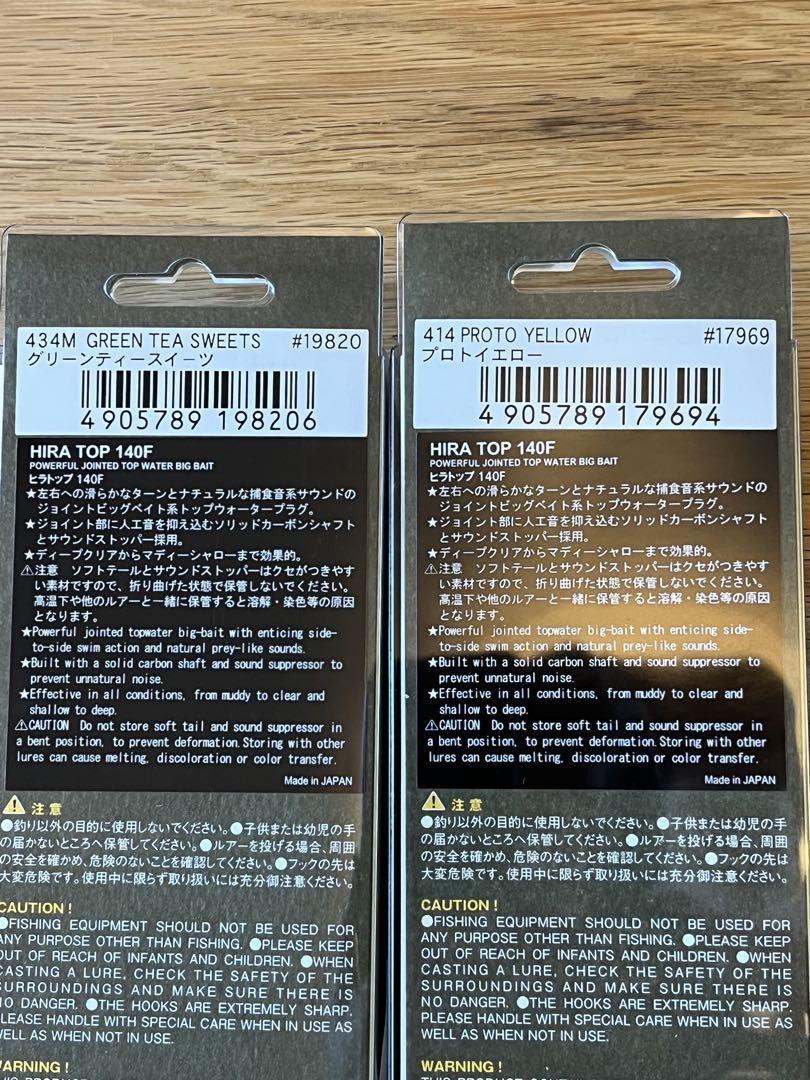 434M GREEN TEA SWEETS #19820
グリーンティースイーツ
4 905789 198206
HIRA TOP 140F
POWERFUL JOINTED TOP WATER BIG BAIT
ヒラトップ 140F
★左右への滑らかなターンとナチュラルな捕食音系サウンドの
ジョイントビッグベイト系トップウォータープラグ。
★ジョイント部に人工音を抑え込むソリッドカーボンシャフト
とサウンドストッパー採用。
★ディープクリアからマディーシャローまで効果的。
⚠注意 ソフトテールとサウンドストッパーはクセがつきやす
い素材ですので、折り曲げた状態で保管しないでください。
高温下や他のルアーと一緒に保管すると溶解・染色等の原因
となります。
★Powerful jointed topwater big-bait with enticing side-
to-side swim action and natural prey-like sounds.
★Built with a solid carbon shaft and sound suppressor to
prevent unnatural noise.
★Effective in all conditions, from muddy to clear and
shallow to deep.
⚠CAUTION Do not store soft tail and sound suppressor in
a bent position, to prevent deformation.Storing with other
lures can cause melting, discoloration or color transfer.
Made in JAPAN
⚠ 注意
●釣り以外の目的に使用しないでください。●子供または幼児の手
の届かないところへ保管してください。●ルアーを投げる場合、周囲
の安全を確かめ、危険のないことを確認してください。●フックの先は
大変危険です。使用中に限らず取り扱いには充分御注意ください。
CAUTION !
●FISHING EQUIPMENT SHOULD NOT BE USED FOR
ANY PURPOSE OTHER THAN FISHING. ●PLEASE KEEP
OUT OF REACH OF INFANTS AND CHILDREN. ●WHEN
CASTING A LURE, CHECK THE SAFETY OF THE
SURROUNDINGS AND MAKE SURE THERE IS
NO DANGER. ●THE HOOKS ARE EXTREMELY SHARP.
PLEASE HANDLE WITH SPECIAL CARE WHEN IN USE AS
WELL AS WHEN NOT IN USE.
WARNING !
414 PROTO YELLOW #17969
プロトイエロー
4 905789 179694
HIRA TOP 140F
POWERFUL JOINTED TOP WATER BIG BAIT
ヒラトップ 140F
★左右への滑らかなターンとナチュラルな捕食音系サウンドの
ジョイントビッグベイト系トップウォータープラグ。
★ジョイント部に人工音を抑え込むソリッドカーボンシャフト
とサウンドストッパー採用。
★ディープクリアからマディーシャローまで効果的。
⚠注意 ソフトテールとサウンドストッパーはクセがつきやす
い素材ですので、折り曲げた状態で保管しないでください。
高温下や他のルアーと一緒に保管すると溶解・染色等の原因
となります。
★Powerful jointed topwater big-bait with enticing side-
to-side swim action and natural prey-like sounds.
★Built with a solid carbon shaft and sound suppressor to
prevent unnatural noise.
★Effective in all conditions, from muddy to clear and
shallow to deep.
⚠CAUTION Do not store soft tail and sound suppressor in
a bent position, to prevent deformation.Storing with other
lures can cause melting, discoloration or color transfer.
Made in JAPAN
⚠ 注意
●釣り以外の目的に使用しないでください。●子供または幼児の手
の届かないところへ保管してください。●ルアーを投げる場合、周囲
の安全を確かめ、危険のないことを確認してください。●フックの先は
大変危険です。使用中に限らず取り扱いには充分御注意ください。
CAUTION !
●FISHING EQUIPMENT SHOULD NOT BE USED FOR
ANY PURPOSE OTHER THAN FISHING. ●PLEASE KEEP
OUT OF REACH OF INFANTS AND CHILDREN. ●WHEN
CASTING A LURE, CHECK THE SAFETY OF THE
SURROUNDINGS AND MAKE SURE THERE IS
NO DANGER. ●THE HOOKS ARE EXTREMELY SHARP.
PLEASE HANDLE WITH SPECIAL CARE WHEN IN USE AS
WELL AS WHEN NOT IN USE.
WARNING !